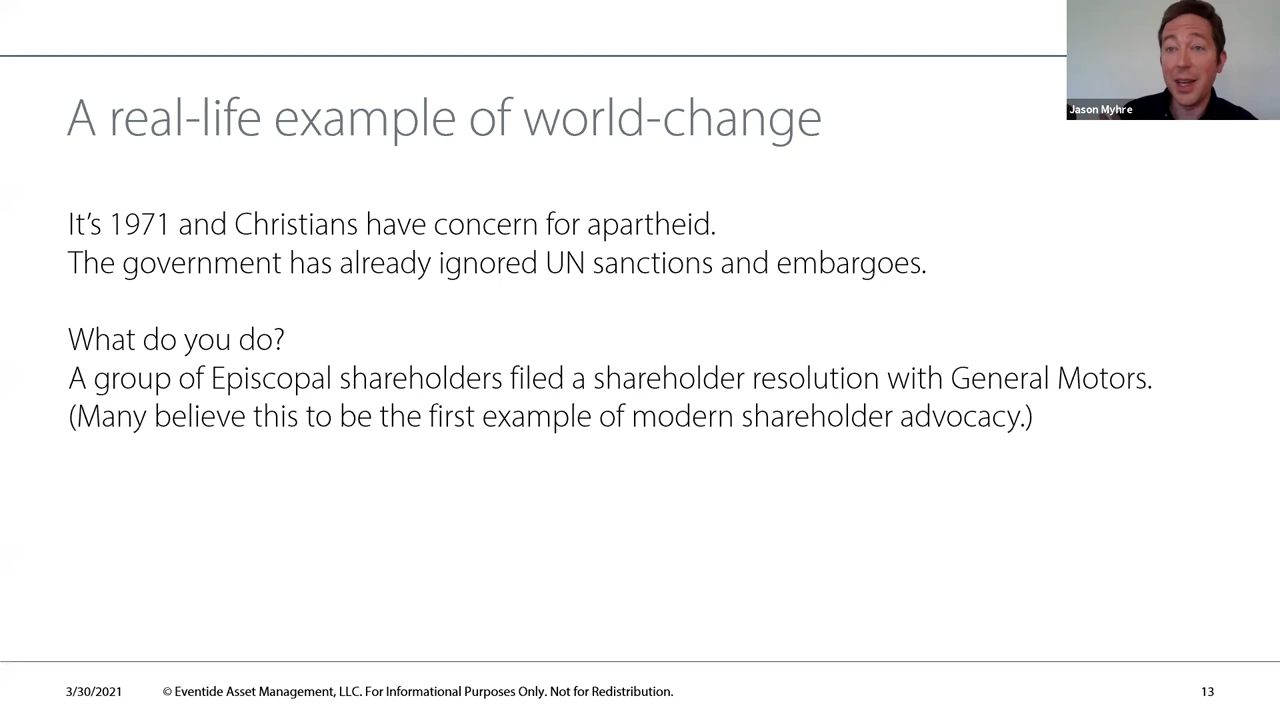 Jason Myhre
A real-life example of world-change
It’s 1971 and Christians have concern for apartheid.
The government has already ignored UN sanctions and embargoes.
What do you do?
A group of Episcopal shareholders filed a shareholder resolution with General Motors.
(Many believe this to be the first example of modern shareholder advocacy.)
3/30/2021 © Eventide Asset Management, LLC. For Informational Purposes Only. Not for Redistribution. 13